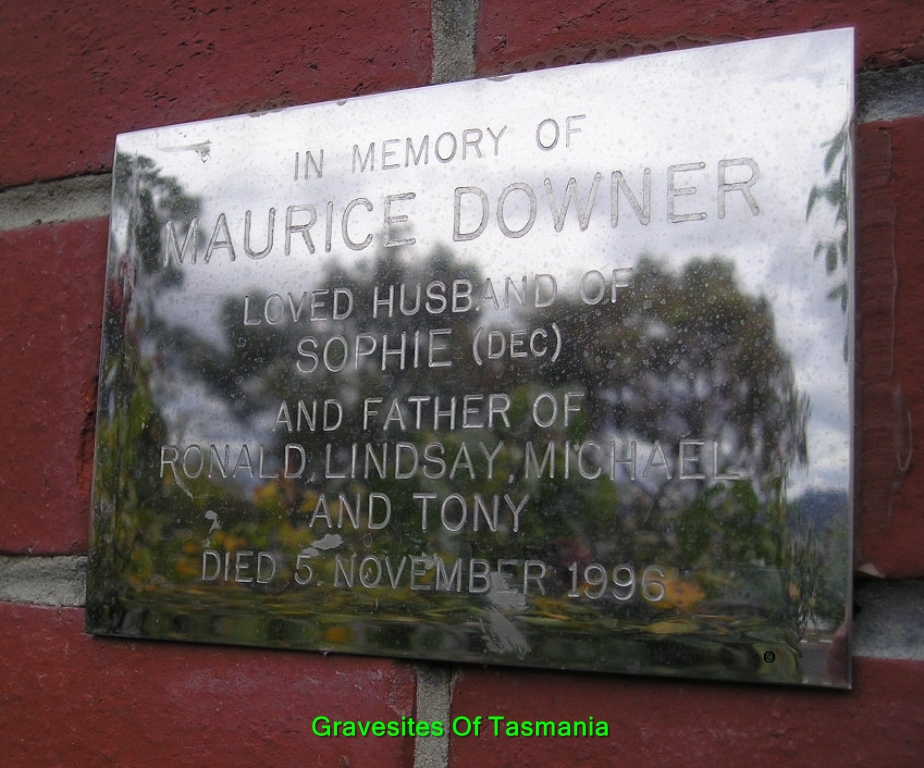 IN MEMORY OF
MAURICE DOWNER
LOVED HUSBAND OF
SOPHIE (DEC)
AND FATHER OF
RONALD, LINDSAY, MICHAEL
AND TONY
DIED 5. NOVEMBER 1996
©
Gravesites Of Tasmania